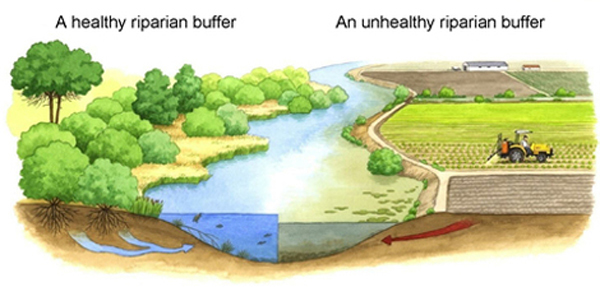 A healthy riparian buffer
An unhealthy riparian buffer